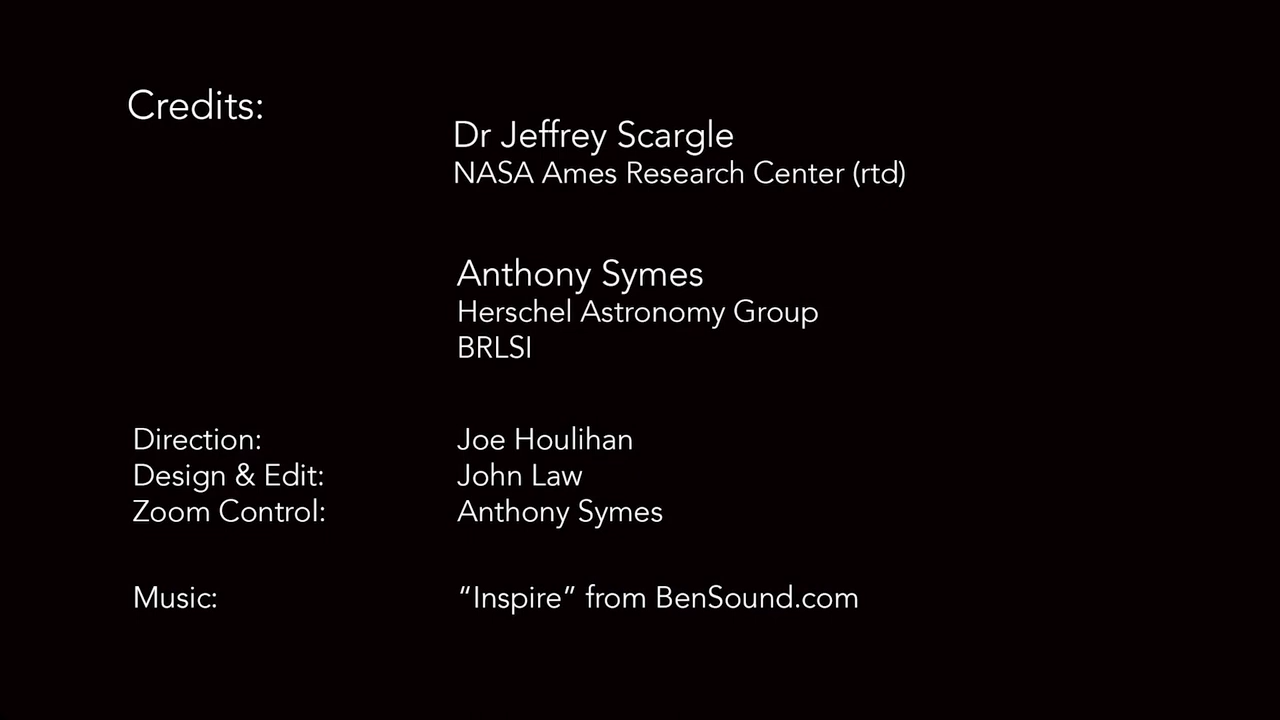 Credits:
Dr Jeffrey Scargle
NASA Ames Research Center (rtd)
Anthony Symes
Herschel Astronomy Group
BRLSI
Direction: Joe Houlihan
Design & Edit: John Law
Zoom Control: Anthony Symes
Music: “Inspire” from BenSound.com